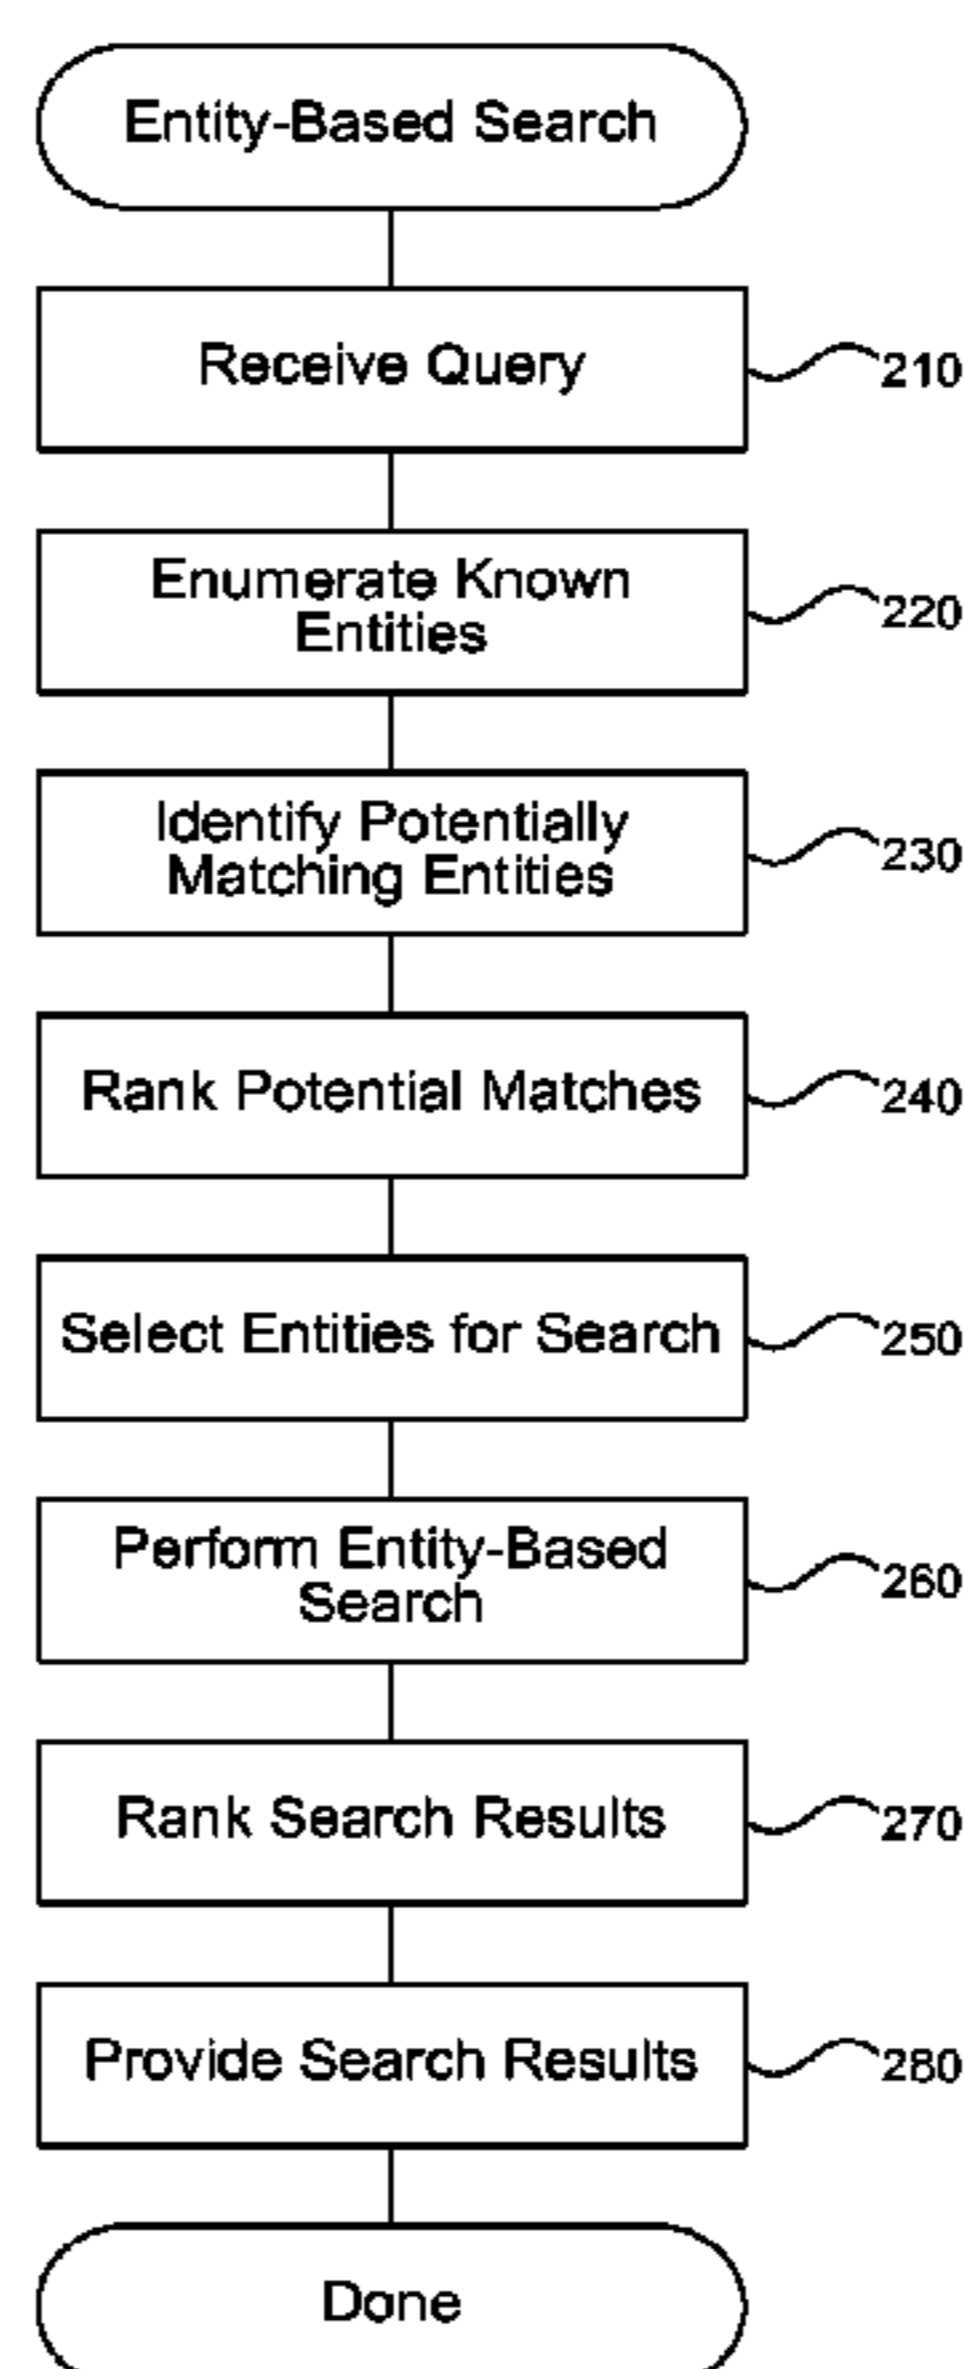 Entity-Based Search
Receive Query
210
Enumerate Known
Entities
220
Identify Potentially
Matching Entities
230
Rank Potential Matches
240
Select Entities for Search
250
Perform Entity-Based
Search
260
Rank Search Results
270
Provide Search Results
280
Done